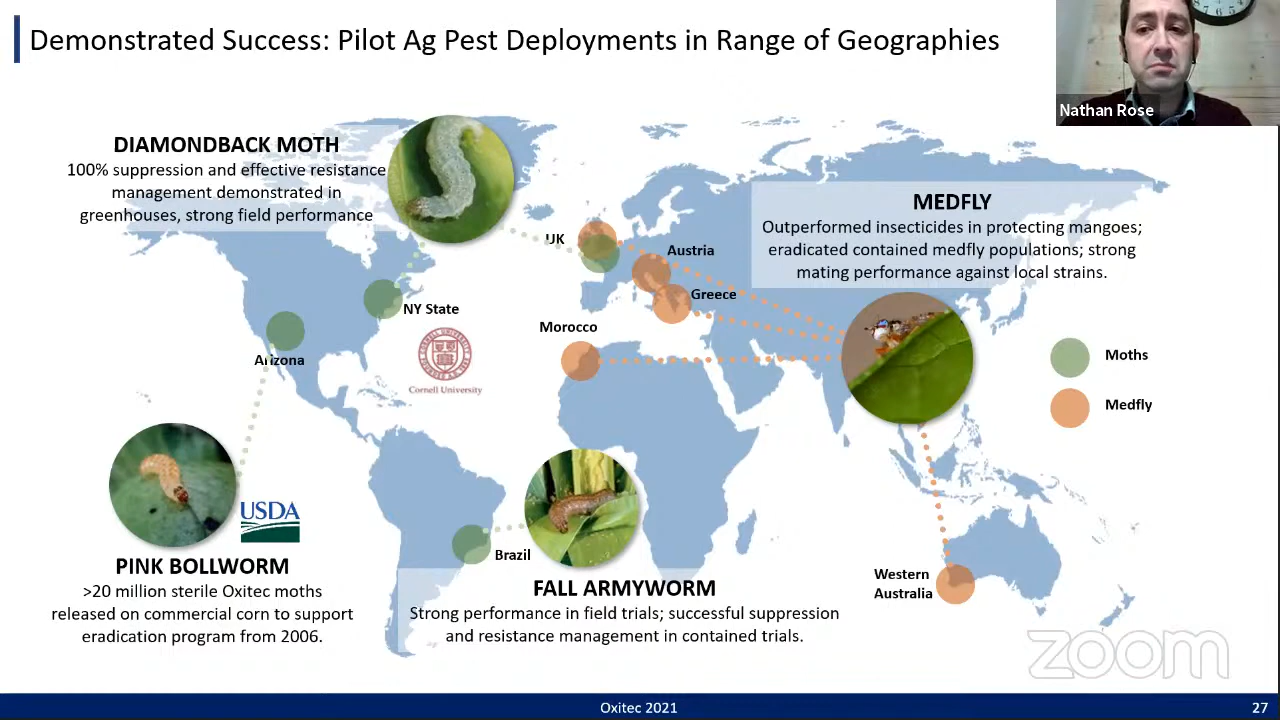 Demonstrated Success: Pilot Ag Pest Deployments in Range of Geographies
Nathan Rose
DIAMONDBACK MOTH
100% suppression and effective resistance
management demonstrated in
greenhouses, strong field performance
MEDFLY
Outperformed insecticides in protecting mangoes;
eradicated contained medfly populations; strong
mating performance against local strains.
UK
Austria
Greece
NY State
Morocco
Arizona
Cornell University
Moths
Medfly
USDA
Brazil
PINK BOLLWORM
>20 million sterile Oxitec moths
released on commercial corn to support
eradication program from 2006.
FALL ARMYWORM
Strong performance in field trials; successful suppression
and resistance management in contained trials.
Western
Australia
zoom
Oxitec 2021
27